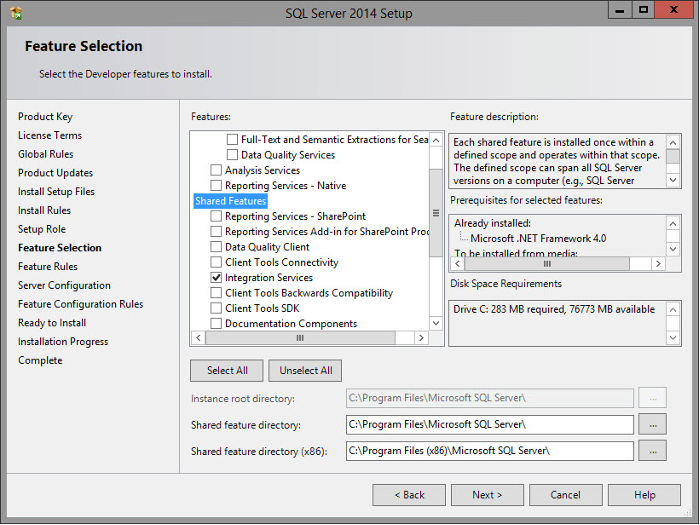 SQL Server 2014 Setup
Feature Selection
Select the Developer features to install.
Product Key
License Terms
Global Rules
Product Updates
Install Setup Files
Install Rules
Setup Role
Feature Selection
Feature Rules
Server Configuration
Feature Configuration Rules
Ready to Install
Installation Progress
Complete
Features:
Full-Text and Semantic Extractions for Sea
Data Quality Services
Analysis Services
Reporting Services - Native
Shared Features
Reporting Services - SharePoint
Reporting Services Add-in for SharePoint Proc
Data Quality Client
Client Tools Connectivity
Integration Services
Client Tools Backwards Compatibility
Client Tools SDK
Documentation Components
Feature description:
Each shared feature is installed once within a
defined scope and operates within that scope.
The defined scope can span all SQL Server
versions on a computer (e.g., SQL Server
Prerequisites for selected features:
Already installed:
Microsoft .NET Framework 4.0
To be installed from media:
Disk Space Requirements
Drive C: 283 MB required, 76773 MB available
Select All
Unselect All
Instance root directory:
C:\Program Files\Microsoft SQL Server\
...
Shared feature directory:
C:\Program Files\Microsoft SQL Server\
...
Shared feature directory (x86):
C:\Program Files (x86)\Microsoft SQL Server\
...
< Back
Next >
Cancel
Help